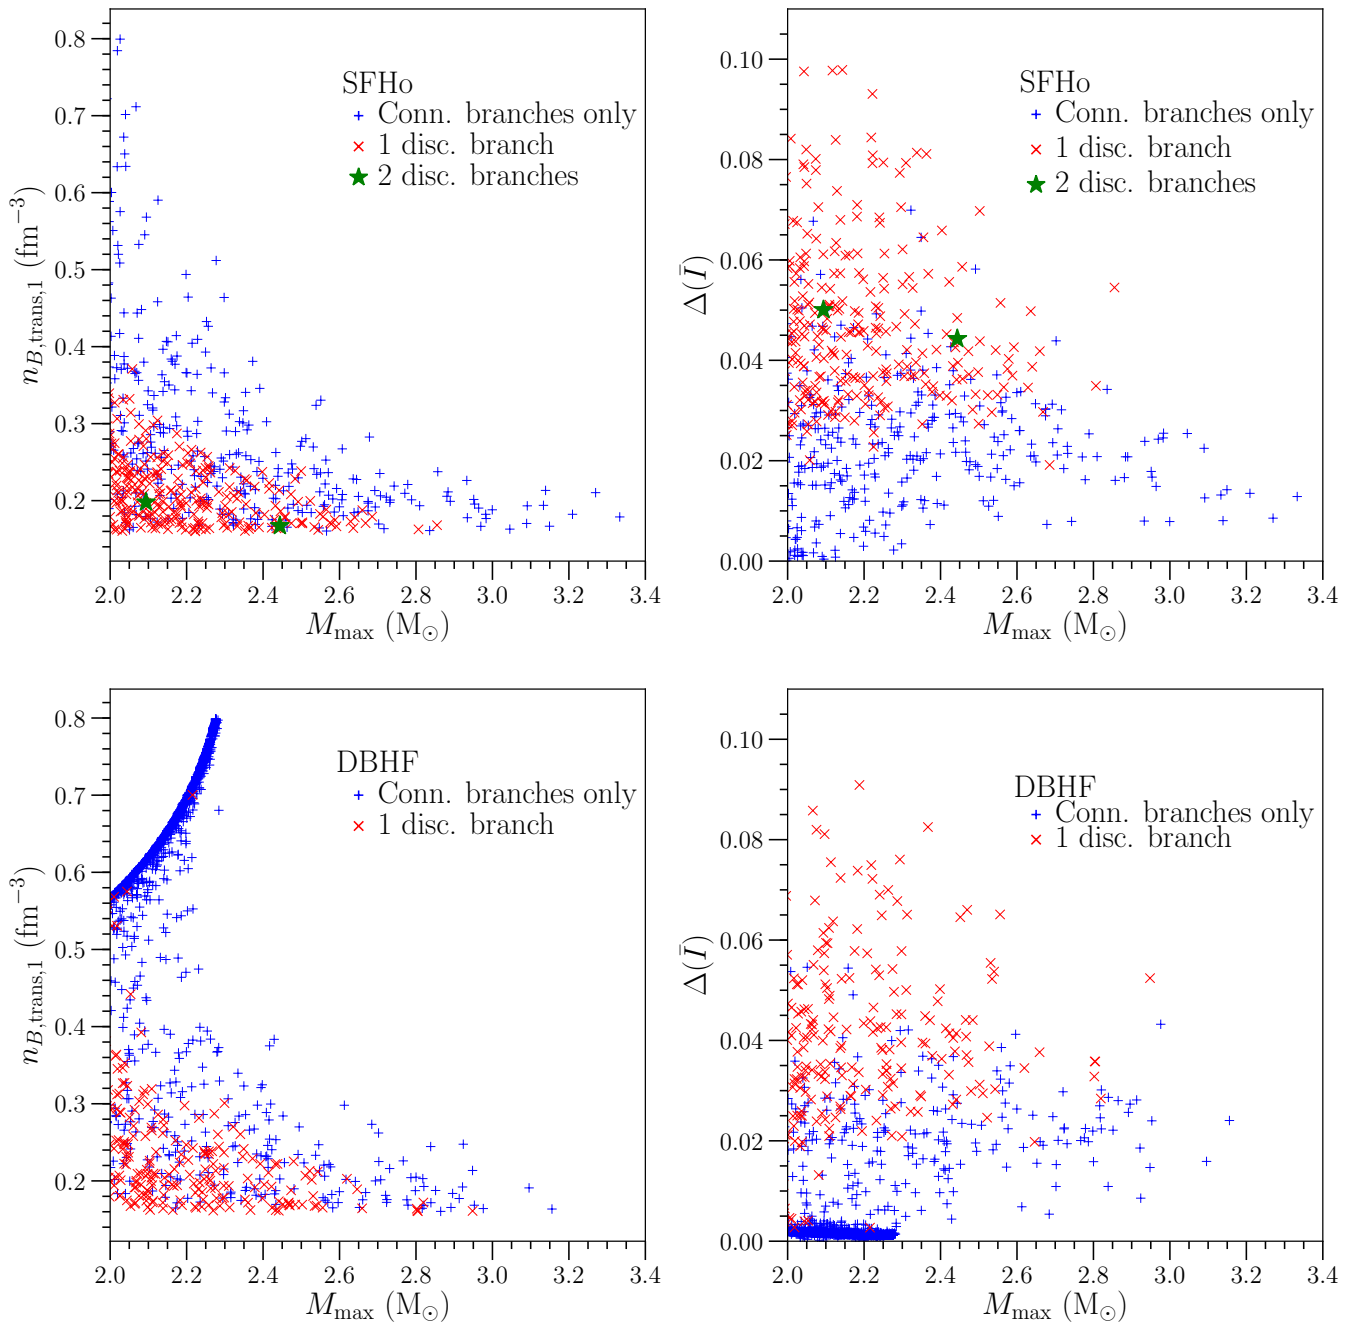 0.8
0.7
0.6
0.5
0.4
0.3
0.2
n_{B,trans,1} (fm^{−3})
SFHo
Conn. branches only
1 disc. branch
2 disc. branches
2.0 2.2 2.4 2.6 2.8 3.0 3.2 3.4
M_{max} (M_⊙)
0.10
0.08
0.06
0.04
0.02
0.00
Δ(Ī)
SFHo
Conn. branches only
1 disc. branch
2 disc. branches
2.0 2.2 2.4 2.6 2.8 3.0 3.2 3.4
M_{max} (M_⊙)
0.8
0.7
0.6
0.5
0.4
0.3
0.2
n_{B,trans,1} (fm^{−3})
DBHF
Conn. branches only
1 disc. branch
2.0 2.2 2.4 2.6 2.8 3.0 3.2 3.4
M_{max} (M_⊙)
0.10
0.08
0.06
0.04
0.02
0.00
Δ(Ī)
DBHF
Conn. branches only
1 disc. branch
2.0 2.2 2.4 2.6 2.8 3.0 3.2 3.4
M_{max} (M_⊙)